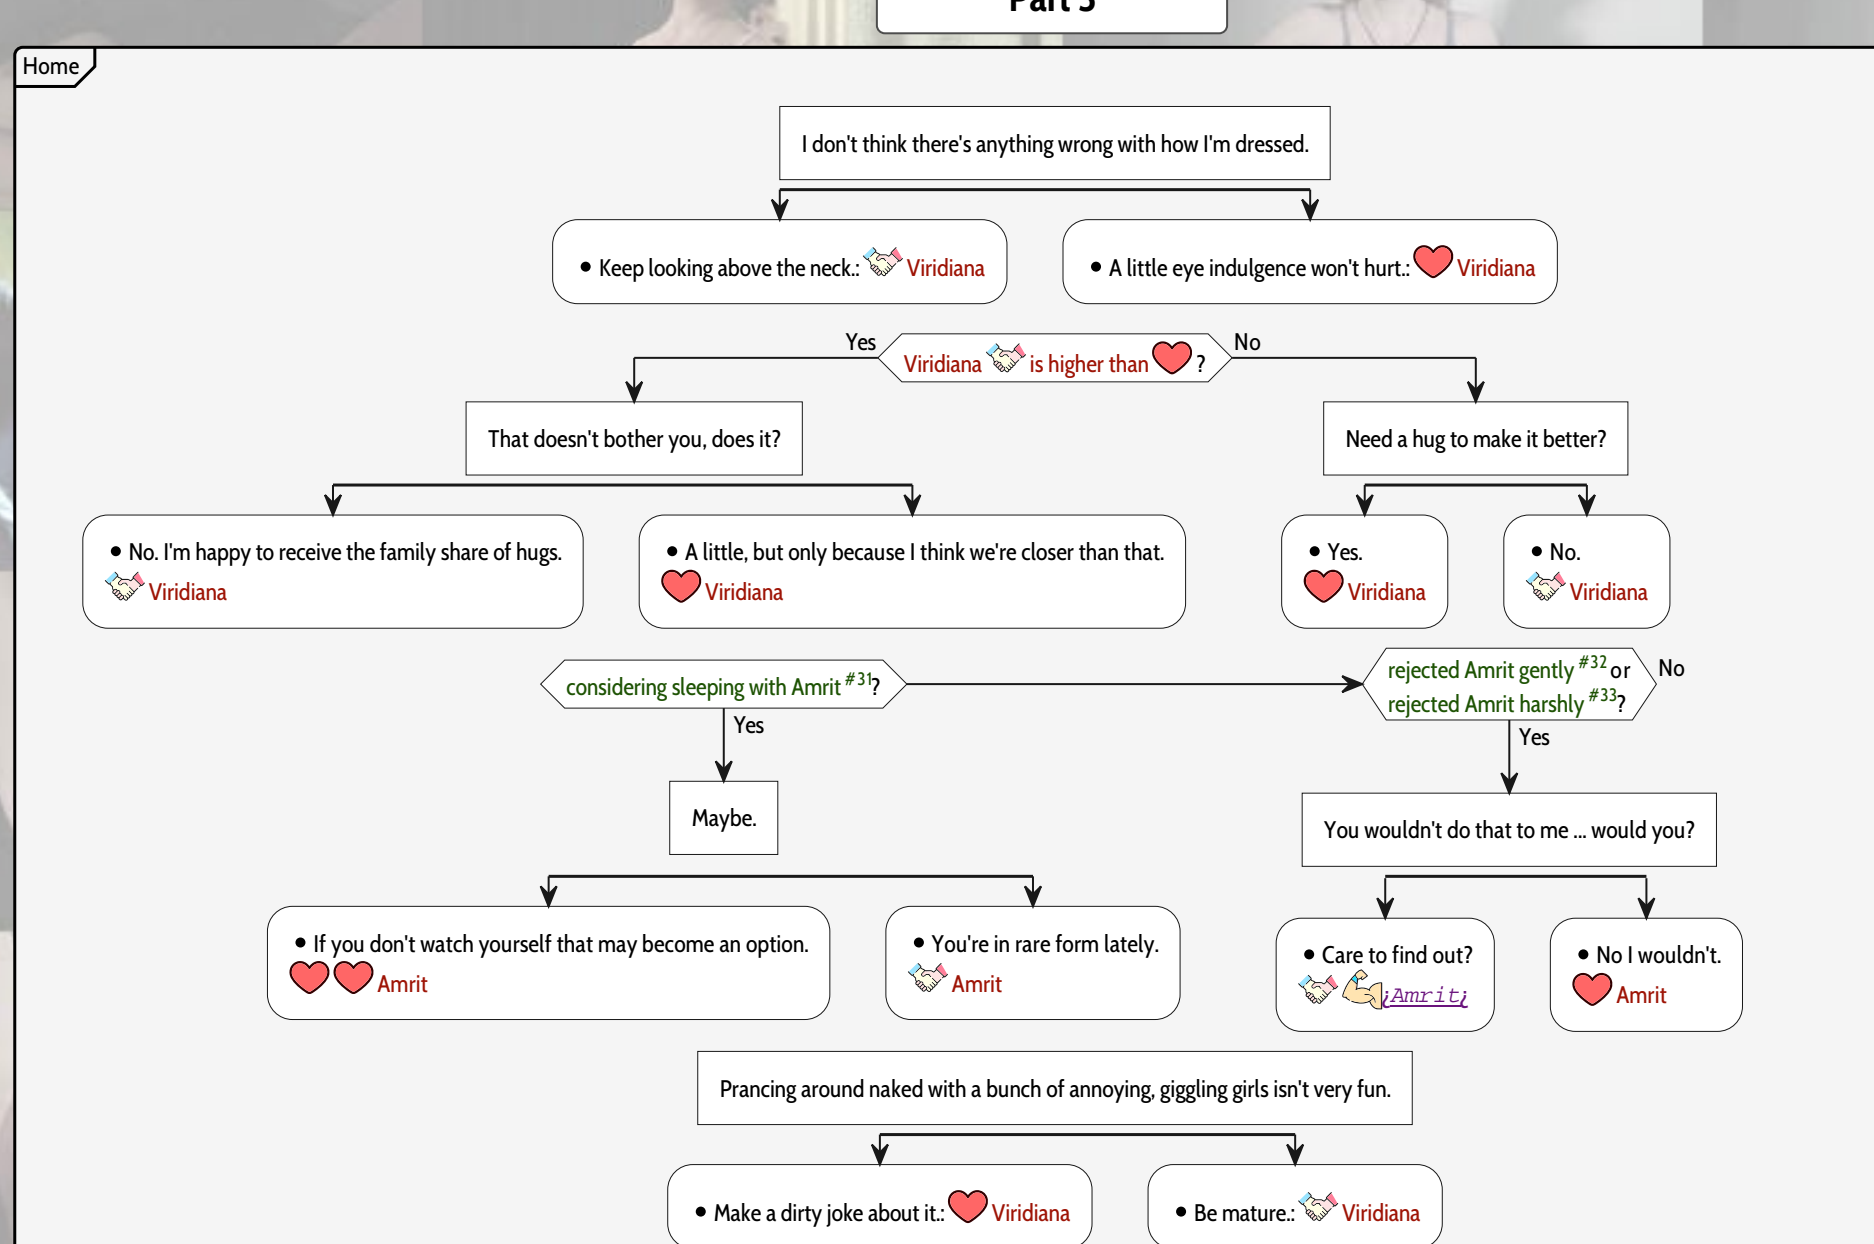 Part 3
Home
I don't think there's anything wrong with how I'm dressed.
• Keep looking above the neck.: Viridiana
• A little eye indulgence won't hurt.: Viridiana
Yes
Viridiana is higher than ?
No
That doesn't bother you, does it?
Need a hug to make it better?
• No. I'm happy to receive the family share of hugs.
Viridiana
• A little, but only because I think we're closer than that.
Viridiana
• Yes.
Viridiana
• No.
Viridiana
considering sleeping with Amrit #31?
rejected Amrit gently #32 or
rejected Amrit harshly #33?
No
Yes
Yes
Maybe.
You wouldn't do that to me ... would you?
• If you don't watch yourself that may become an option.
Amrit
• You're in rare form lately.
Amrit
• Care to find out?
¿Amrit¿
• No I wouldn't.
Amrit
Prancing around naked with a bunch of annoying, giggling girls isn't very fun.
• Make a dirty joke about it.: Viridiana
• Be mature.: Viridiana